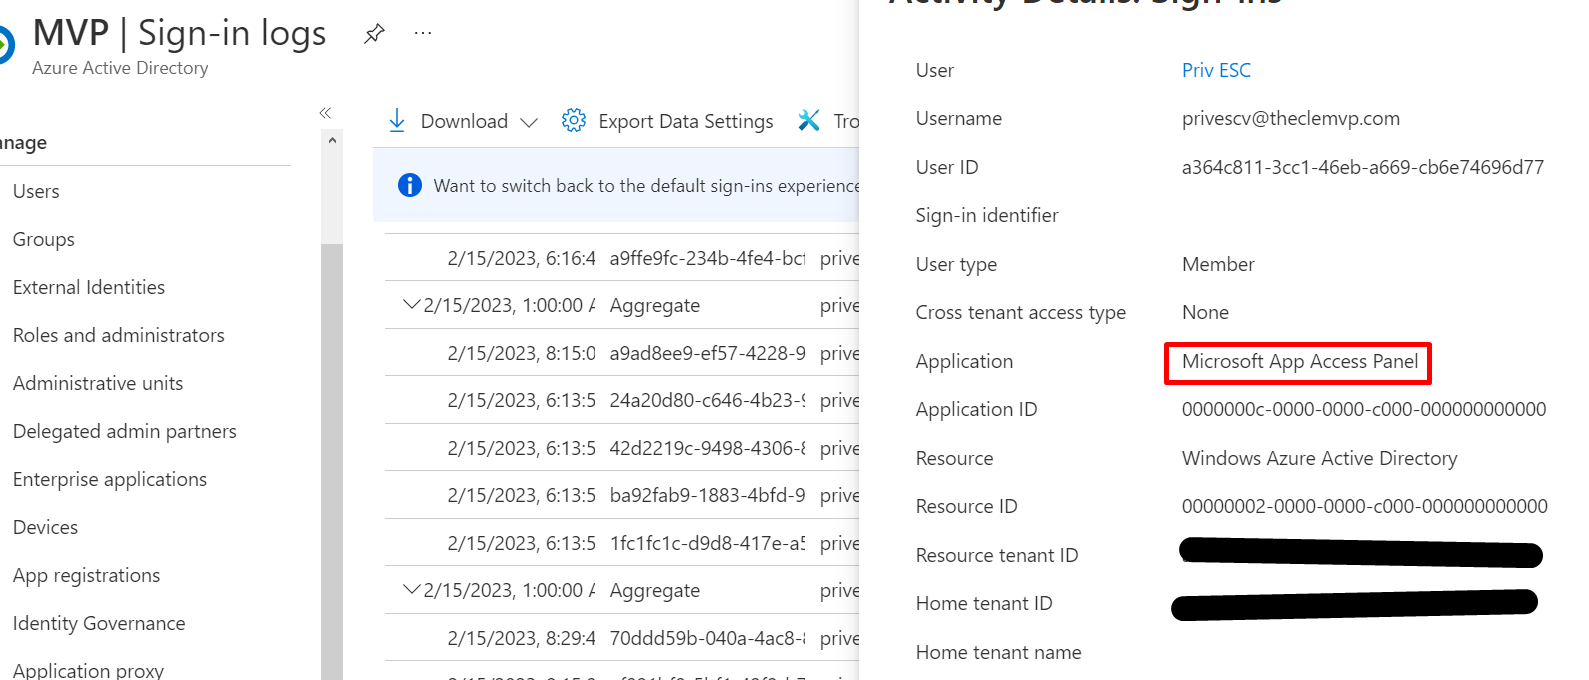 MVP | Sign-in logs
Azure Active Directory
anage
Users
Groups
External Identities
Roles and administrators
Administrative units
Delegated admin partners
Enterprise applications
Devices
App registrations
Identity Governance
Application proxy
Download
Export Data Settings
Tro
Want to switch back to the default sign-ins experience
2/15/2023, 6:16:4 a9ffe9fc-234b-4fe4-bcf prive
2/15/2023, 1:00:00 A Aggregate prive
2/15/2023, 8:15:0 a9ad8ee9-ef57-4228-9 prive
2/15/2023, 6:13:5 24a20d80-c646-4b23-9 prive
2/15/2023, 6:13:5 42d2219c-9498-4306-8 prive
2/15/2023, 6:13:5 ba92fab9-1883-4bfd-9 prive
2/15/2023, 6:13:5 1fc1fc1c-d9d8-417e-a5 prive
2/15/2023, 1:00:00 A Aggregate prive
2/15/2023, 8:29:4 70ddd59b-040a-4ac8-8 prive
Activity Details: Sign-ins
User Priv ESC
Username privescv@theclemvp.com
User ID a364c811-3cc1-46eb-a669-cb6e74696d77
Sign-in identifier
User type Member
Cross tenant access type None
Application Microsoft App Access Panel
Application ID 0000000c-0000-0000-c000-000000000000
Resource Windows Azure Active Directory
Resource ID 00000002-0000-0000-c000-000000000000
Resource tenant ID
Home tenant ID
Home tenant name